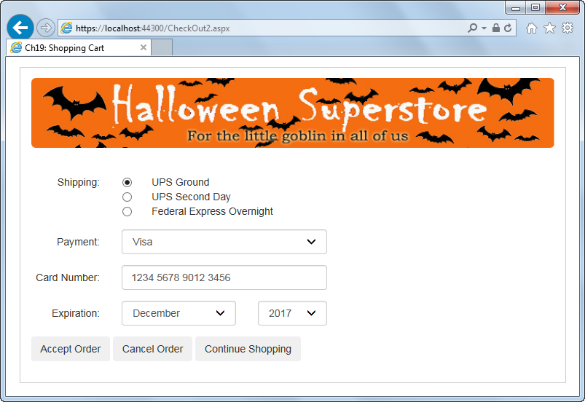 https://localhost:44300/CheckOut2.aspx
Ch19: Shopping Cart
Halloween Superstore
For the little goblin in all of us
Shipping: UPS Ground
UPS Second Day
Federal Express Overnight
Payment: Visa
Card Number: 1234 5678 9012 3456
Expiration: December 2017
Accept Order Cancel Order Continue Shopping